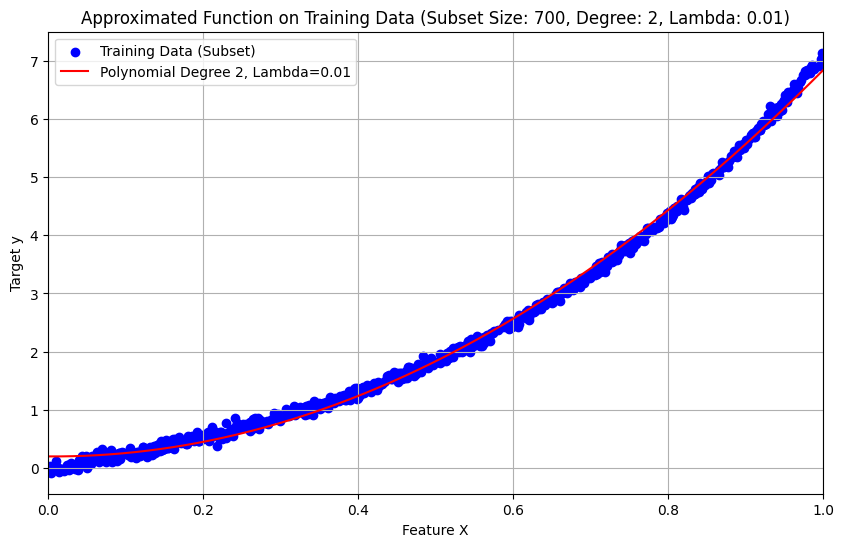 Approximated Function on Training Data (Subset Size: 700, Degree: 2, Lambda: 0.01)
Training Data (Subset)
Polynomial Degree 2, Lambda=0.01
Target y
7
6
5
4
3
2
1
0
0.0 0.2 0.4 0.6 0.8 1.0
Feature X